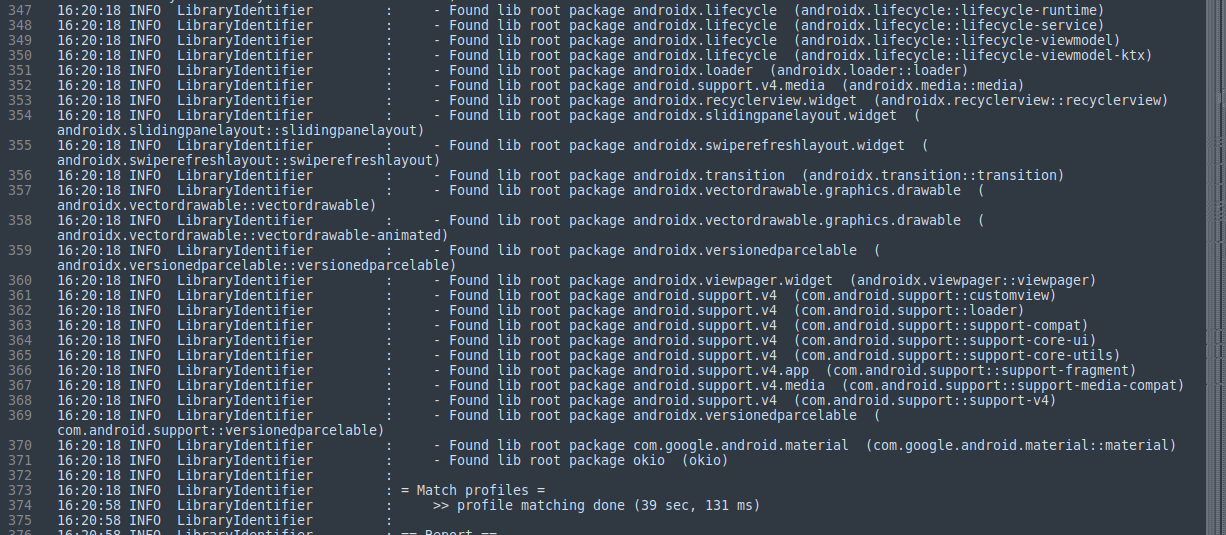 347 16:20:18 INFO LibraryIdentifier : - Found lib root package androidx.lifecycle (androidx.lifecycle::lifecycle-runtime)
348 16:20:18 INFO LibraryIdentifier : - Found lib root package androidx.lifecycle (androidx.lifecycle::lifecycle-service)
349 16:20:18 INFO LibraryIdentifier : - Found lib root package androidx.lifecycle (androidx.lifecycle::lifecycle-viewmodel)
350 16:20:18 INFO LibraryIdentifier : - Found lib root package androidx.lifecycle (androidx.lifecycle::lifecycle-viewmodel-ktx)
351 16:20:18 INFO LibraryIdentifier : - Found lib root package androidx.loader (androidx.loader::loader)
352 16:20:18 INFO LibraryIdentifier : - Found lib root package android.support.v4.media (androidx.media::media)
353 16:20:18 INFO LibraryIdentifier : - Found lib root package androidx.recyclerview.widget (androidx.recyclerview::recyclerview)
354 16:20:18 INFO LibraryIdentifier : - Found lib root package androidx.slidingpanelayout.widget (
androidx.slidingpanelayout::slidingpanelayout)
355 16:20:18 INFO LibraryIdentifier : - Found lib root package androidx.swiperefreshlayout.widget (
androidx.swiperefreshlayout::swiperefreshlayout)
356 16:20:18 INFO LibraryIdentifier : - Found lib root package androidx.transition (androidx.transition::transition)
357 16:20:18 INFO LibraryIdentifier : - Found lib root package androidx.vectordrawable.graphics.drawable (
androidx.vectordrawable::vectordrawable)
358 16:20:18 INFO LibraryIdentifier : - Found lib root package androidx.vectordrawable.graphics.drawable (
androidx.vectordrawable::vectordrawable-animated)
359 16:20:18 INFO LibraryIdentifier : - Found lib root package androidx.versionedparcelable (
androidx.versionedparcelable::versionedparcelable)
360 16:20:18 INFO LibraryIdentifier : - Found lib root package androidx.viewpager.widget (androidx.viewpager::viewpager)
361 16:20:18 INFO LibraryIdentifier : - Found lib root package android.support.v4 (com.android.support::customview)
362 16:20:18 INFO LibraryIdentifier : - Found lib root package android.support.v4 (com.android.support::loader)
363 16:20:18 INFO LibraryIdentifier : - Found lib root package android.support.v4 (com.android.support::support-compat)
364 16:20:18 INFO LibraryIdentifier : - Found lib root package android.support.v4 (com.android.support::support-core-ui)
365 16:20:18 INFO LibraryIdentifier : - Found lib root package android.support.v4 (com.android.support::support-core-utils)
366 16:20:18 INFO LibraryIdentifier : - Found lib root package android.support.v4.app (com.android.support::support-fragment)
367 16:20:18 INFO LibraryIdentifier : - Found lib root package android.support.v4.media (com.android.support::support-media-compat)
368 16:20:18 INFO LibraryIdentifier : - Found lib root package android.support.v4 (com.android.support::support-v4)
369 16:20:18 INFO LibraryIdentifier : - Found lib root package androidx.versionedparcelable (
com.android.support::versionedparcelable)
370 16:20:18 INFO LibraryIdentifier : - Found lib root package com.google.android.material (com.google.android.material::material)
371 16:20:18 INFO LibraryIdentifier : - Found lib root package okio (okio)
372 16:20:18 INFO LibraryIdentifier :
373 16:20:18 INFO LibraryIdentifier : = Match profiles =
374 16:20:58 INFO LibraryIdentifier : >> profile matching done (39 sec, 131 ms)
375 16:20:58 INFO LibraryIdentifier :
376 16:20:58 INFO LibraryIdentifier : == Report ==